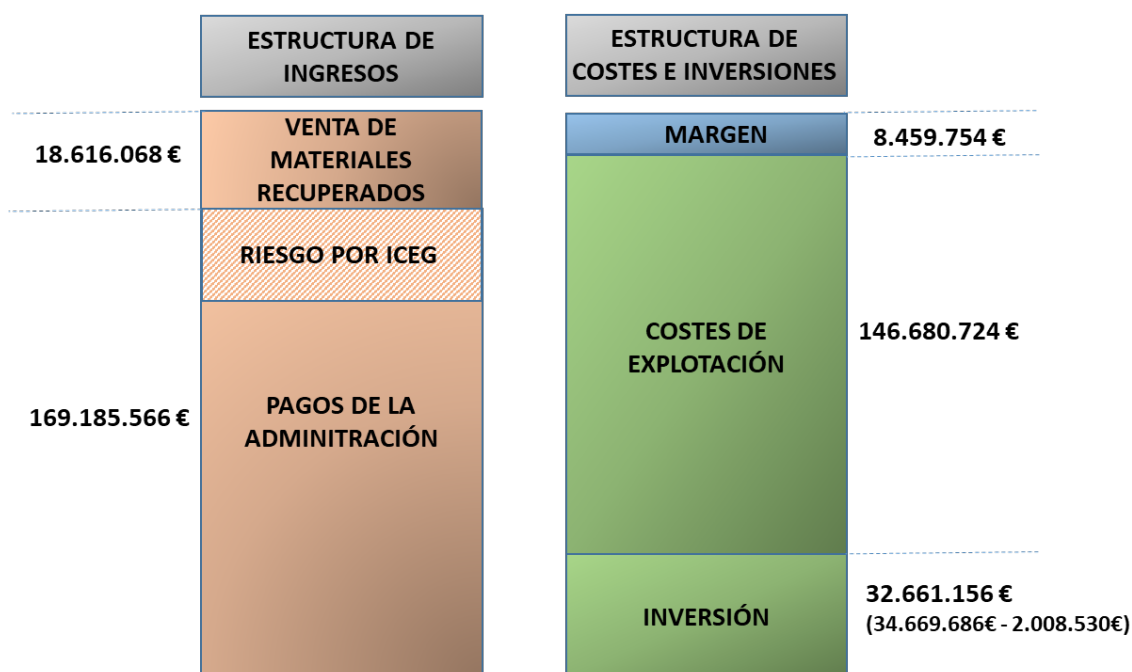 ESTRUCTURA DE
INGRESOS
18.616.068 €
VENTA DE
MATERIALES
RECUPERADOS
RIESGO POR ICEG
169.185.566 €
PAGOS DE LA
ADMINITRACIÓN
ESTRUCTURA DE
COSTES E INVERSIONES
MARGEN
8.459.754 €
COSTES DE
EXPLOTACIÓN
146.680.724 €
INVERSIÓN
32.661.156 €
(34.669.686€ - 2.008.530€)